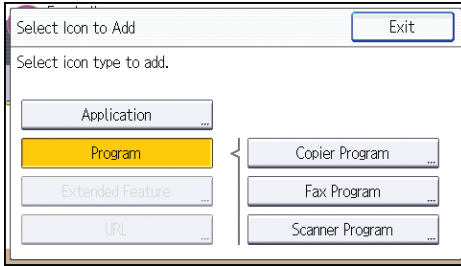 Select Icon to Add
Exit
Select icon type to add.
Application
Program
Copier Program
Extended Feature
Fax Program
URL
Scanner Program